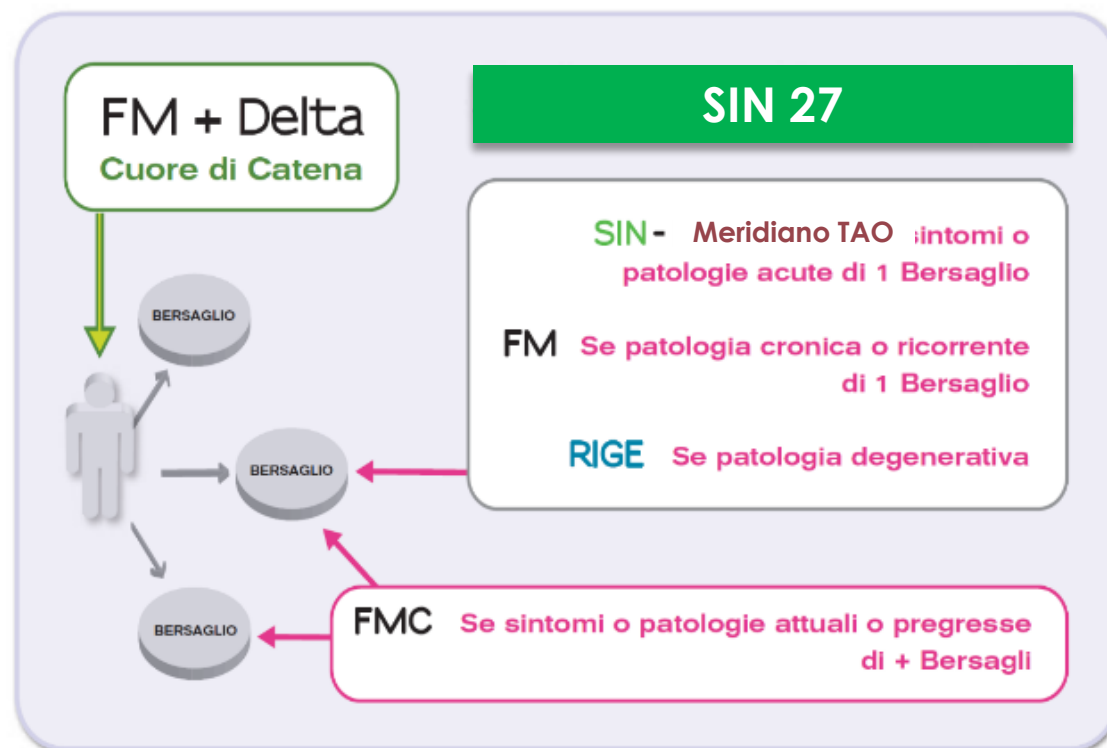 FM + Delta
Cuore di Catena
SIN 27
SIN - Meridiano TAO sintomi o
patologie acute di 1 Bersaglio
FM Se patologia cronica o ricorrente
di 1 Bersaglio
RIGE Se patologia degenerativa
BERSAGLIO
BERSAGLIO
BERSAGLIO
FMC Se sintomi o patologie attuali o pregresse
di + Bersagli